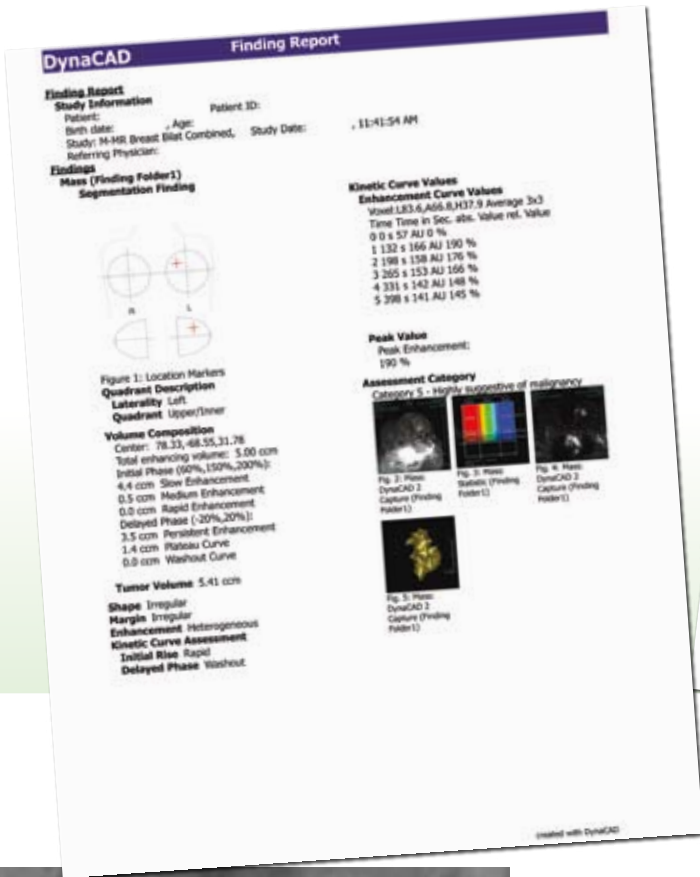 DynaCAD
Finding Report
Finding Report
Study Information
Patient:
Patient ID:
Birth date: , Age:
Study: M-MR Breast Bilat Combined, Study Date: , 11:41:54 AM
Referring Physician:
Findings
Mass (Finding Folder1)
Segmentation Finding
R L
Figure 1: Location Markers
Quadrant Description
Laterality Left
Quadrant Upper/Inner
Volume Composition
Center: 78.33,-68.55,31.78
Total enhancing volume: 5.00 ccm
Initial Phase (60%,150%,200%):
4.4 ccm Slow Enhancement
0.5 ccm Medium Enhancement
0.0 ccm Rapid Enhancement
Delayed Phase (-20%,20%):
3.5 ccm Persistent Enhancement
1.4 ccm Plateau Curve
0.0 ccm Washout Curve
Tumor Volume 5.41 ccm
Shape Irregular
Margin Irregular
Enhancement Heterogeneous
Kinetic Curve Assessment
Initial Rise Rapid
Delayed Phase Washout
Kinetic Curve Values
Enhancement Curve Values
Voxel:L83.6,A66.8,H37.9 Average 3x3
Time Time in Sec. abs. Value rel. Value
0 0 s 57 AU 0 %
1 132 s 166 AU 190 %
2 198 s 158 AU 176 %
3 265 s 153 AU 166 %
4 331 s 142 AU 148 %
5 398 s 141 AU 145 %
Peak Value
Peak Enhancement:
190 %
Assessment Category
Category 5 - Highly suggestive of malignancy
Fig. 2: Mass:
DynaCAD 2
Capture (Finding
Folder1)
Fig. 3: Mass:
Statistic (Finding
Folder1)
Fig. 4: Mass:
DynaCAD 2
Capture (Finding
Folder1)
Fig. 5: Mass:
DynaCAD 2
Capture (Finding
Folder1)
created with DynaCAD